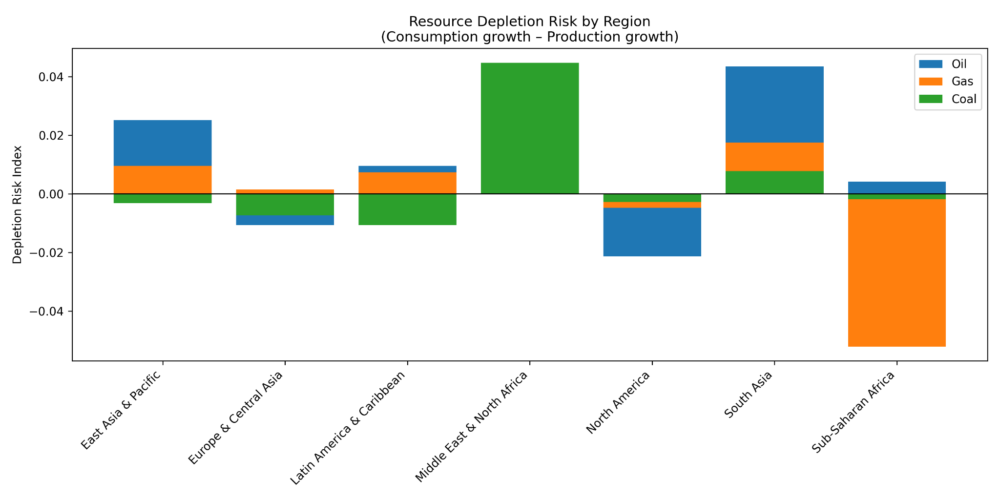 Resource Depletion Risk by Region
(Consumption growth – Production growth)
Oil
Gas
Coal
Depletion Risk Index
0.04
0.02
0.00
−0.02
−0.04
East Asia & Pacific
Europe & Central Asia
Latin America & Caribbean
Middle East & North Africa
North America
South Asia
Sub-Saharan Africa